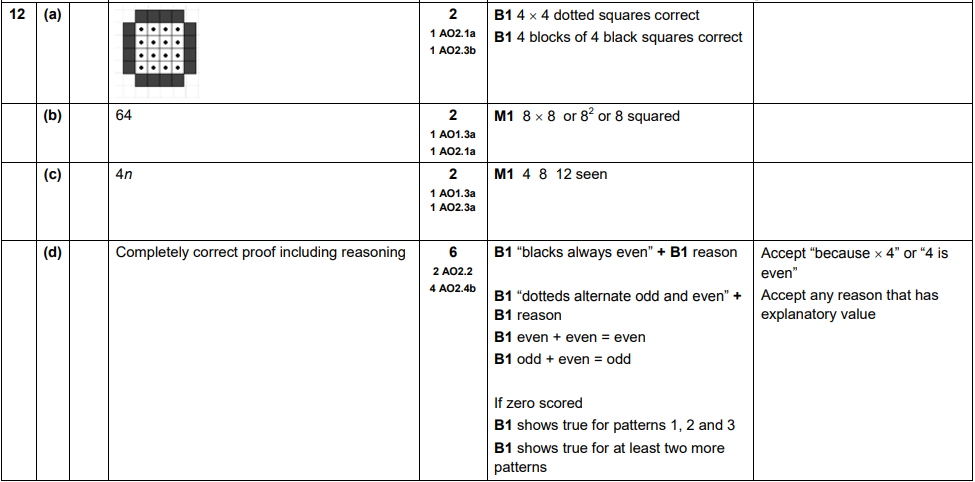 12 (a) 2 B1 4 × 4 dotted squares correct
1 AO2.1a B1 4 blocks of 4 black squares correct
1 AO2.3b
(b) 64 2 M1 8 × 8 or 8² or 8 squared
1 AO1.3a
1 AO2.1a
(c) 4n 2 M1 4 8 12 seen
1 AO1.3a
1 AO2.3a
(d) Completely correct proof including reasoning 6 B1 “blacks always even” + B1 reason Accept “because × 4” or “4 is
2 AO2.2 even”
4 AO2.4b B1 “dotteds alternate odd and even” + Accept any reason that has
B1 reason explanatory value
B1 even + even = even
B1 odd + even = odd
If zero scored
B1 shows true for patterns 1, 2 and 3
B1 shows true for at least two more
patterns